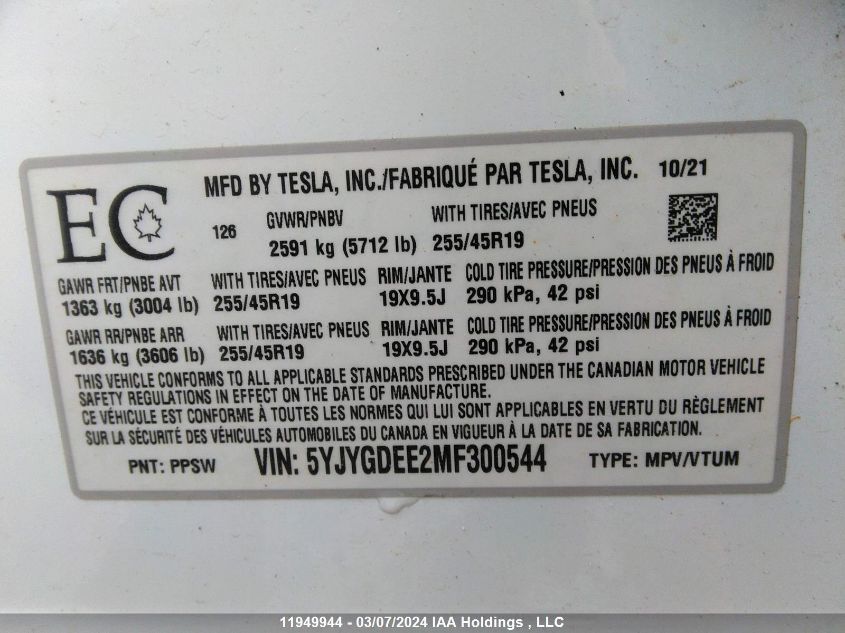 EC
MFD BY TESLA, INC./FABRIQUÉ PAR TESLA, INC. 10/21
126 GVWR/PNBV WITH TIRES/AVEC PNEUS
2591 kg (5712 lb) 255/45R19
GAWR FRT/PNBE AVT WITH TIRES/AVEC PNEUS RIM/JANTE COLD TIRE PRESSURE/PRESSION DES PNEUS À FROID
1363 kg (3004 lb) 255/45R19 19X9.5J 290 kPa, 42 psi
GAWR RR/PNBE ARR WITH TIRES/AVEC PNEUS RIM/JANTE COLD TIRE PRESSURE/PRESSION DES PNEUS À FROID
1636 kg (3606 lb) 255/45R19 19X9.5J 290 kPa, 42 psi
THIS VEHICLE CONFORMS TO ALL APPLICABLE STANDARDS PRESCRIBED UNDER THE CANADIAN MOTOR VEHICLE
SAFETY REGULATIONS IN EFFECT ON THE DATE OF MANUFACTURE.
CE VÉHICULE EST CONFORME À TOUTES LES NORMES QUI LUI SONT APPLICABLES EN VERTU DU RÈGLEMENT
SUR LA SÉCURITÉ DES VÉHICULES AUTOMOBILES DU CANADA EN VIGUEUR À LA DATE DE SA FABRICATION.
PNT: PPSW VIN: 5YJYGDEE2MF300544 TYPE: MPV/VTUM
11949944 - 03/07/2024 IAA Holdings , LLC